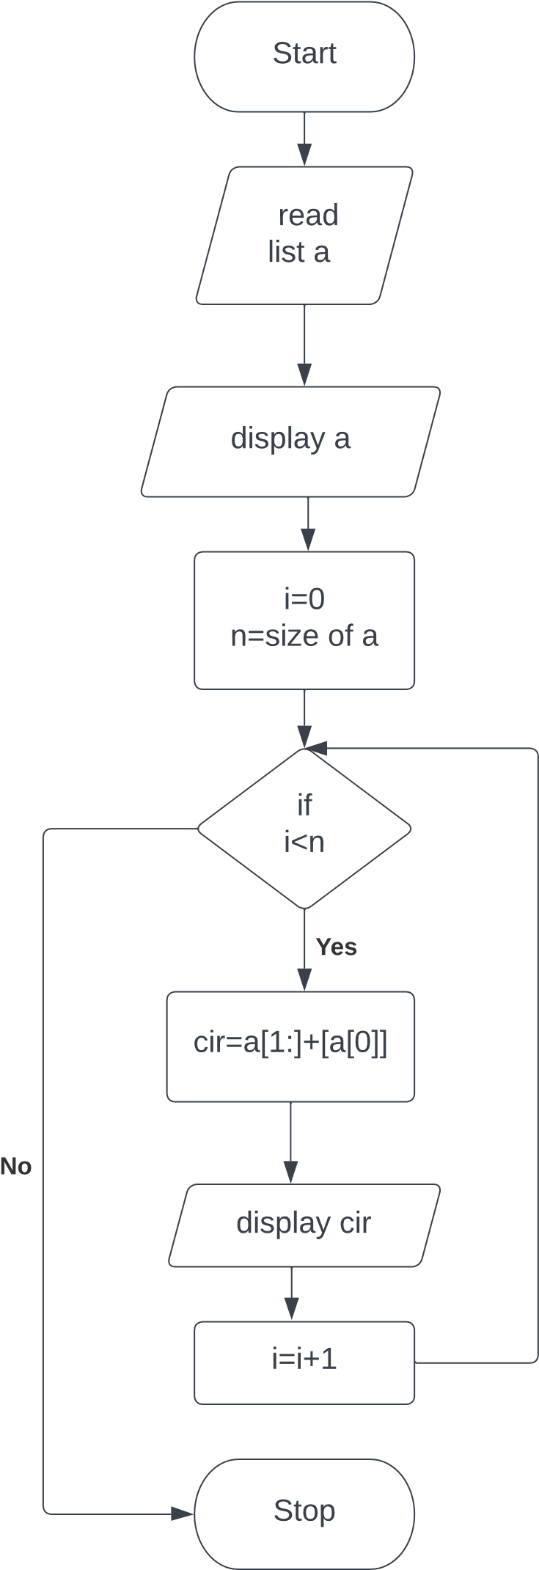 Start
read
list a
display a
i=0
n=size of a
if
i<n
Yes
cir=a[1:]+[a[0]]
No
display cir
i=i+1
Stop